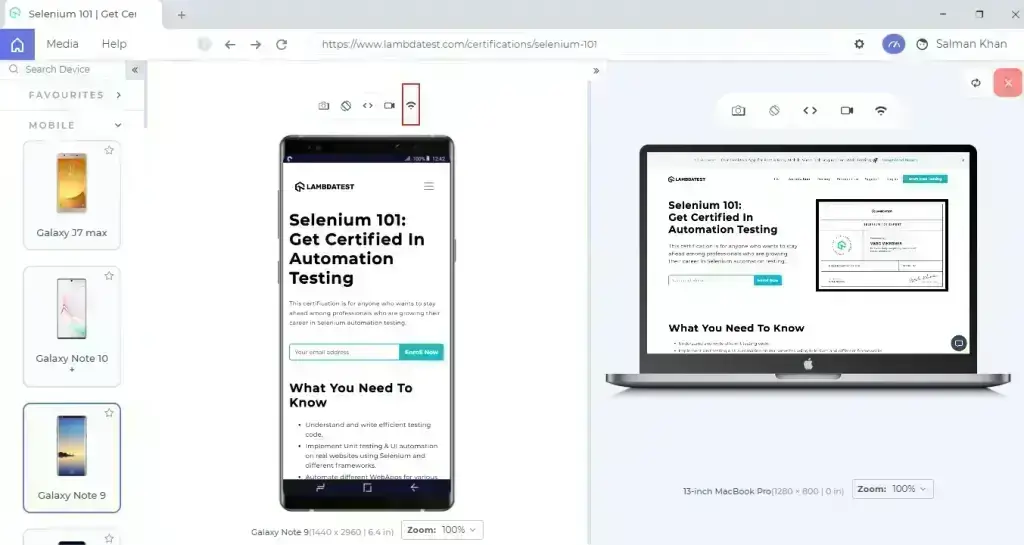 Selenium 101 | Get Cer
Media
Help
https://www.lambdatest.com/certifications/selenium-101
Salman Khan
Search Device
FAVOURITES
MOBILE
Galaxy J7 max
Galaxy Note 10
+
Galaxy Note 9
100%
12:42
LAMBDATEST
Selenium 101:
Get Certified In
Automation
Testing
This certification is for anyone who wants to stay
ahead among professionals who are growing their
career in Selenium automation testing.
Your email address
Enroll Now
What You Need To
Know
• Understand and write efficient testing
code.
• Implement Unit testing & UI automation
on real websites using Selenium and
different frameworks.
• Automate different WebApps for various
Galaxy Note 9(1440 x 2960 | 6.4 in)
Zoom: 100%
LAMBDATEST
Selenium 101:
Get Certified In
Automation Testing
This certification is for anyone who wants to stay
ahead among professionals who are growing
their career in Selenium automation testing.
Enroll Now
What You Need To Know
13-inch MacBook Pro(1280 × 800 | 0 in)
Zoom: 100%